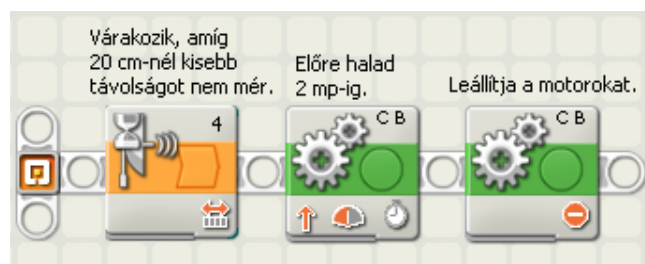 Várakozik, amíg
20 cm-nél kisebb
távolságot nem mér.
Előre halad
2 mp-ig.
Leállítja a motorokat.
4
C B
C B